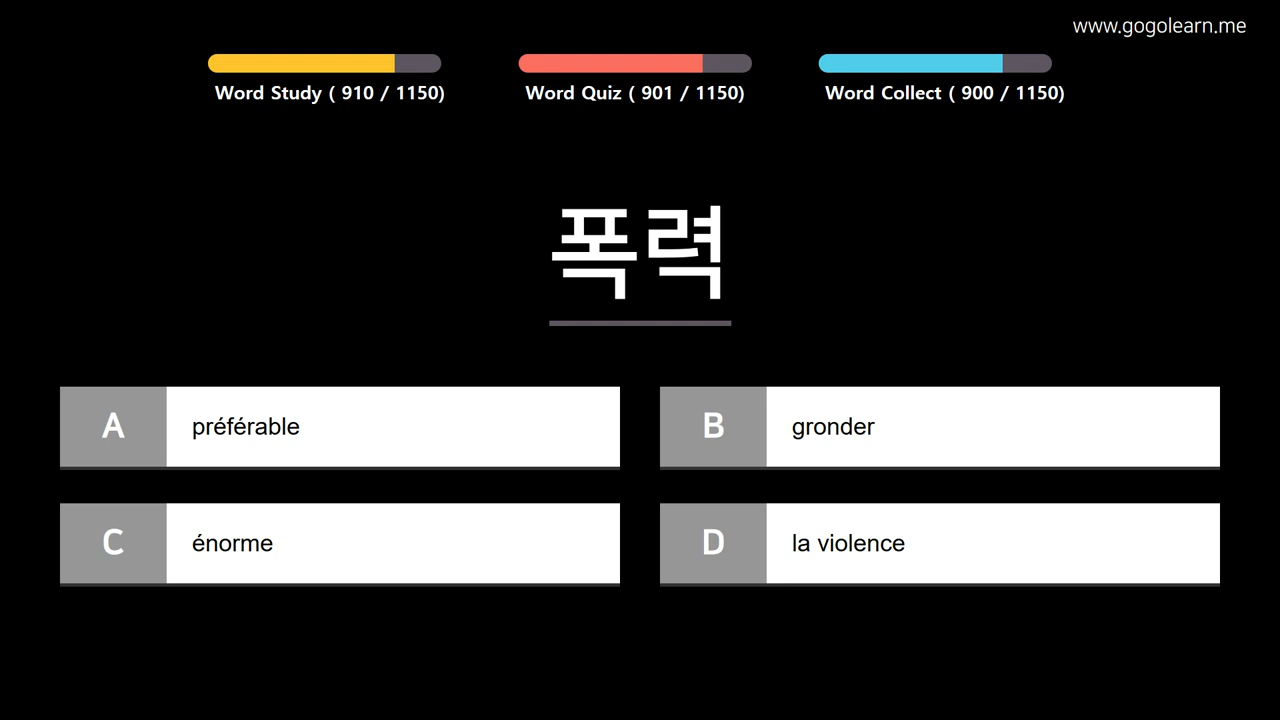 www.gogolearn.me
Word Study ( 910 / 1150)
Word Quiz ( 901 / 1150)
Word Collect ( 900 / 1150)
폭력
A préférable
B gronder
C énorme
D la violence